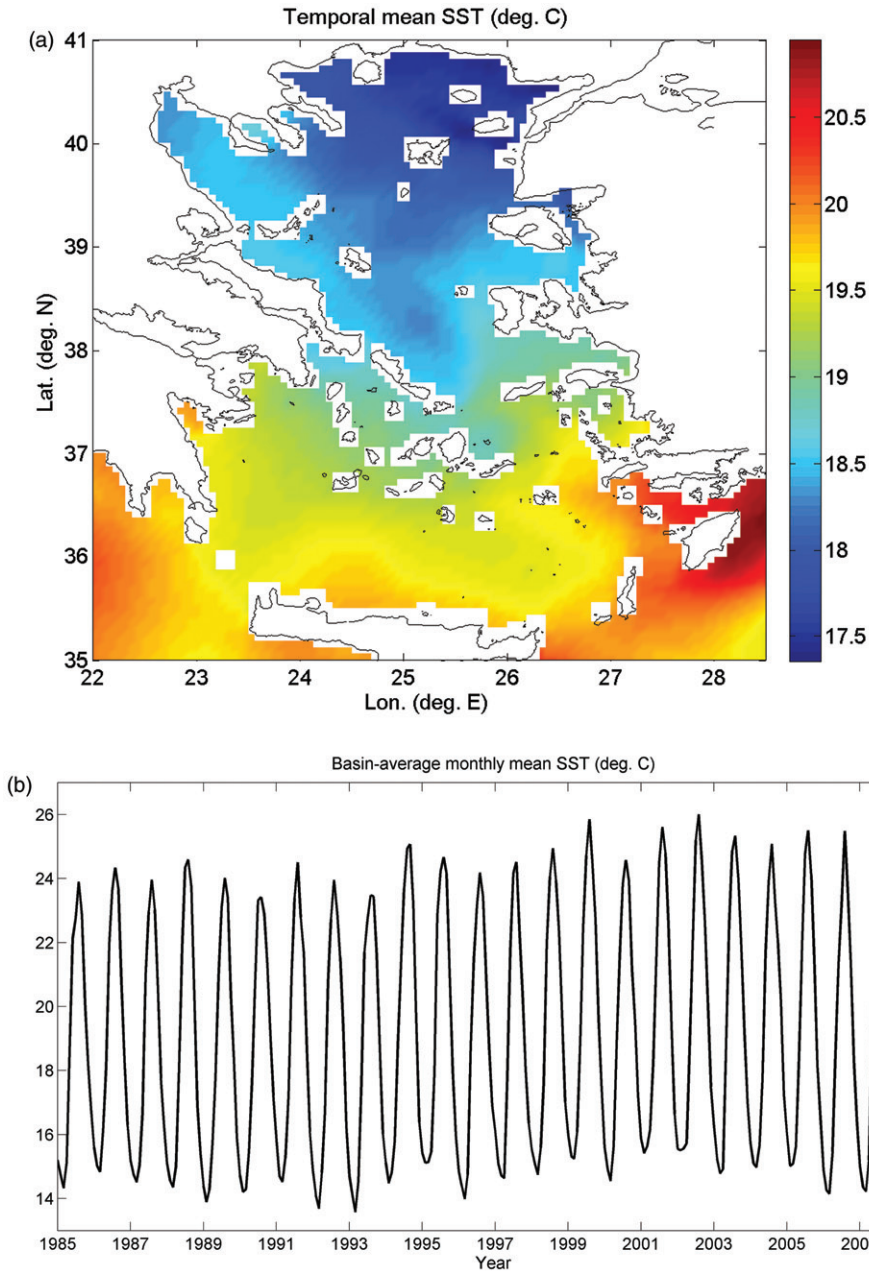 Temporal mean SST (deg. C)
(a)
41
40
39
38
37
36
35
Lat. (deg. N)
22 23 24 25 26 27 28
Lon. (deg. E)
20.5
20
19.5
19
18.5
18
17.5
Basin-average monthly mean SST (deg. C)
(b)
26
24
22
20
18
16
14
1985 1987 1989 1991 1993 1995 1997 1999 2001 2003 2005 200
Year